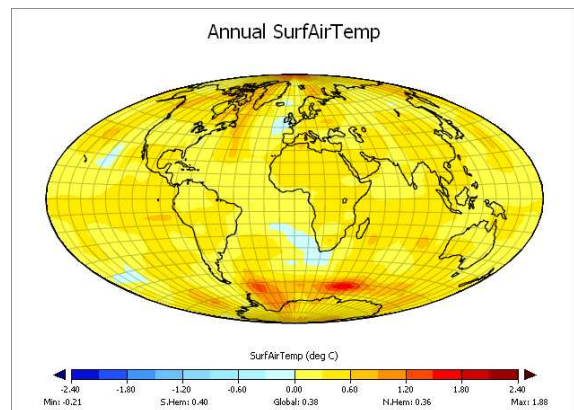 Annual SurfAirTemp
SurfAirTemp (deg C)
-2.40 -1.80 -1.20 -0.60 0.00 0.60 1.20 1.80 2.40
Min: -0.21 S.Hem: 0.40 Global: 0.38 N.Hem: 0.36 Max: 1.88